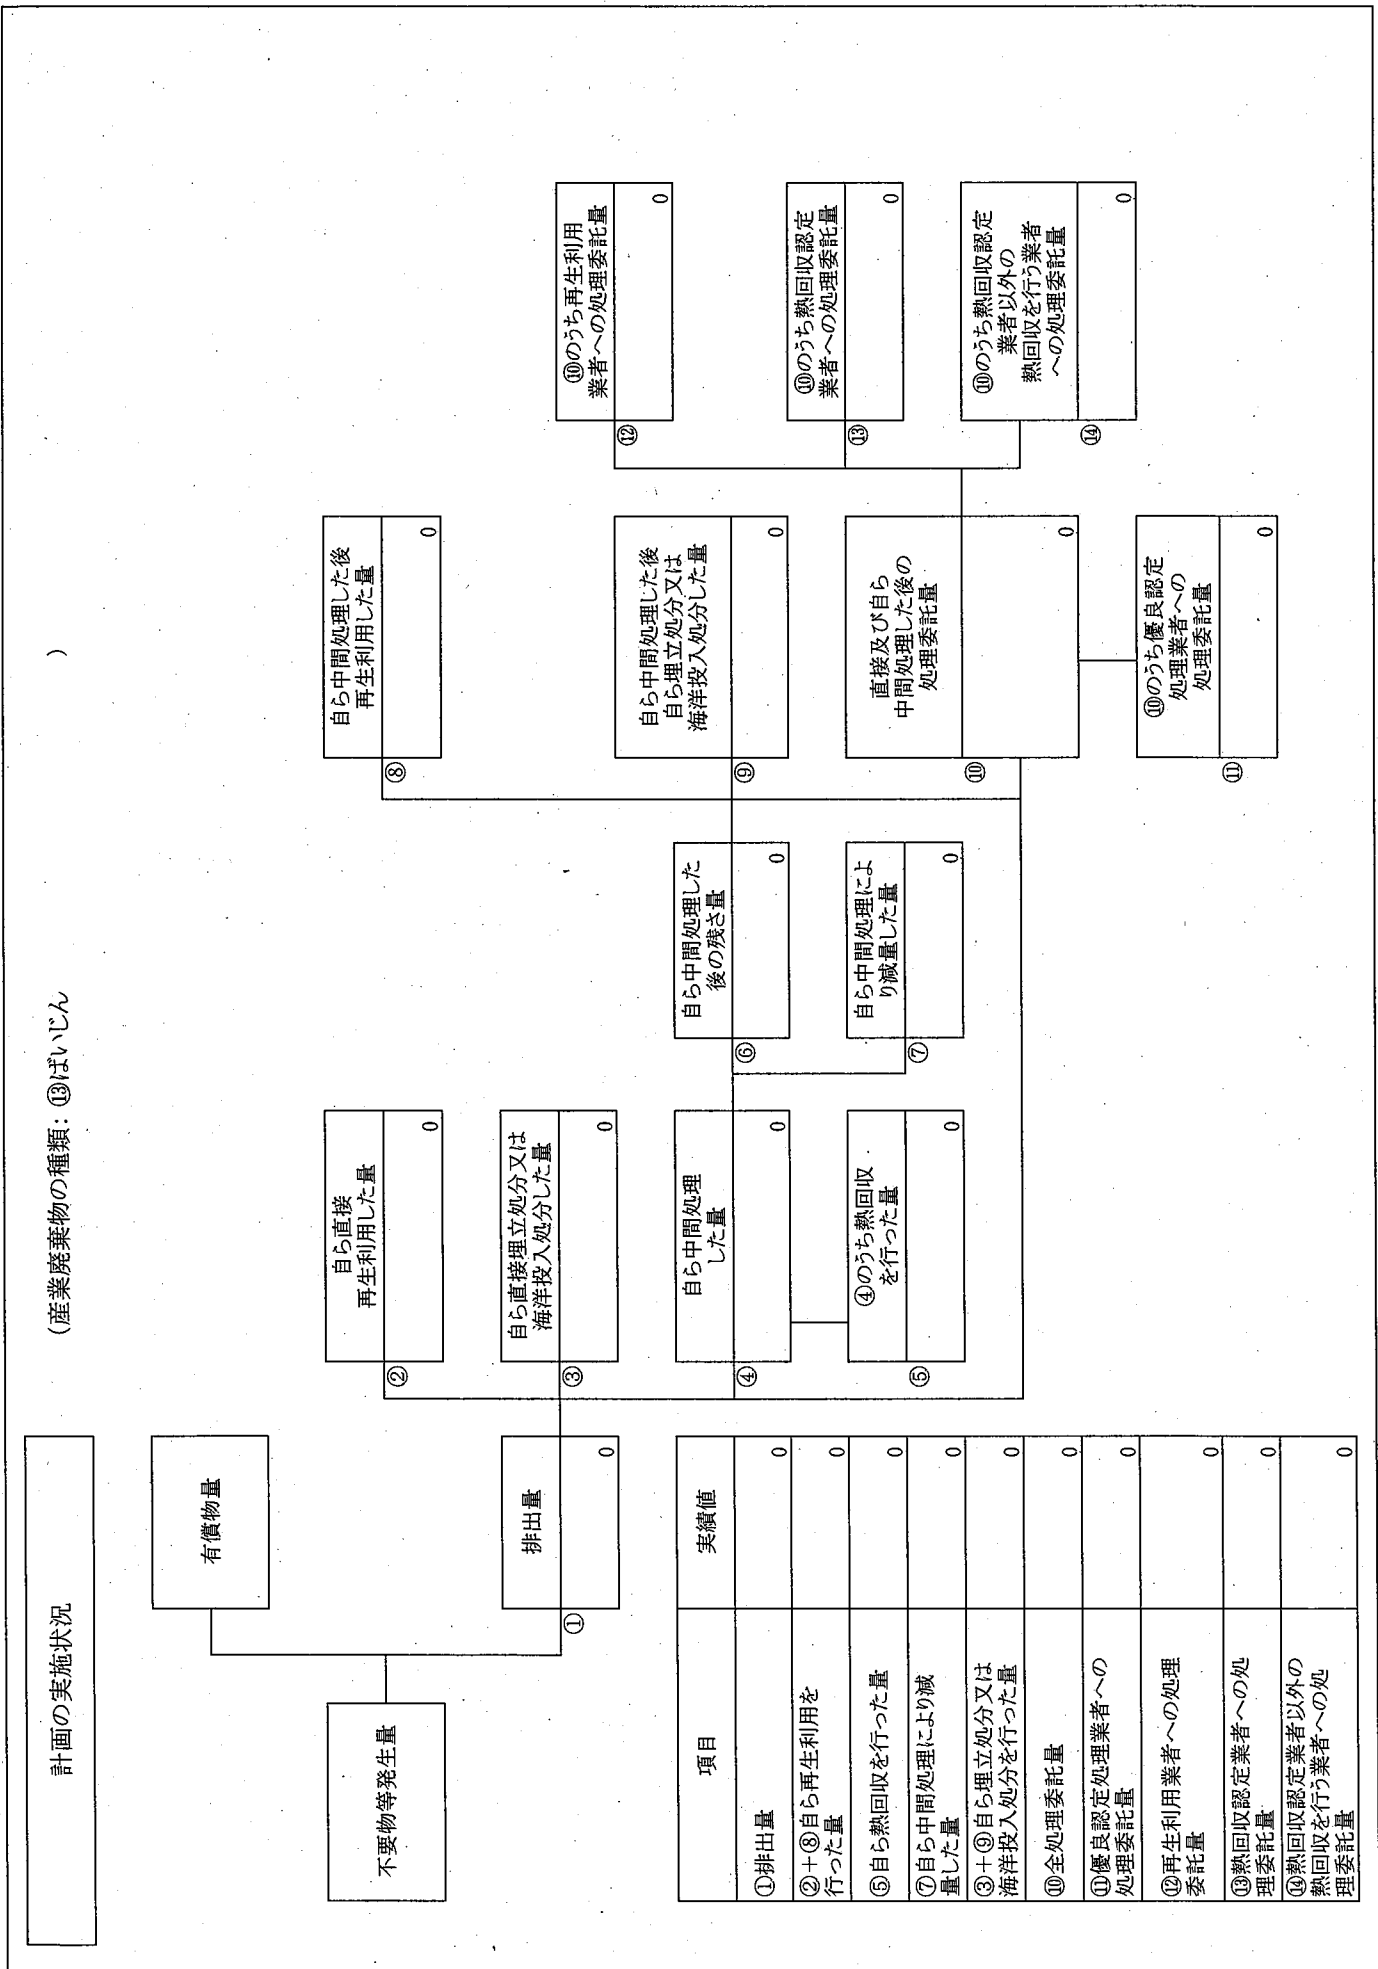 計画の実施状況
(産業廃棄物の種類：⑬ばいじん
)
不要物等発生量
有償物量
①
排出量
0
②
自ら直接
再生利用した量
0
③
自ら直接埋立処分又は
海洋投入処分した量
0
④
自ら中間処理
した量
0
⑤
④のうち熱回収
を行った量
0
⑥
自ら中間処理した
後の残さ量
0
⑦
自ら中間処理によ
り減量した量
0
⑧
自ら中間処理した後
再生利用した量
0
⑨
自ら中間処理した後
自ら埋立処分又は
海洋投入処分した量
0
⑩
直接及び自ら
中間処理した後の
処理委託量
0
⑪
⑩のうち優良認定
処理業者への
処理委託量
0
⑫
⑩のうち再生利用
業者への処理委託量
0
⑬
⑩のうち熱回収認定
業者への処理委託量
0
⑭
⑩のうち熱回収認定
業者以外の
熱回収を行う業者
への処理委託量
0
項目
実績値
①排出量
0
②＋⑧自ら再生利用を
行った量
0
⑤自ら熱回収を行った量
0
⑦自ら中間処理により減
量した量
0
③＋⑨自ら埋立処分又は
海洋投入処分を行った量
0
⑩全処理委託量
0
⑪優良認定処理業者への
処理委託量
0
⑫再生利用業者への処理
委託量
0
⑬熱回収認定業者への処
理委託量
0
⑭熱回収認定業者以外の
熱回収を行う業者への処
理委託量
0